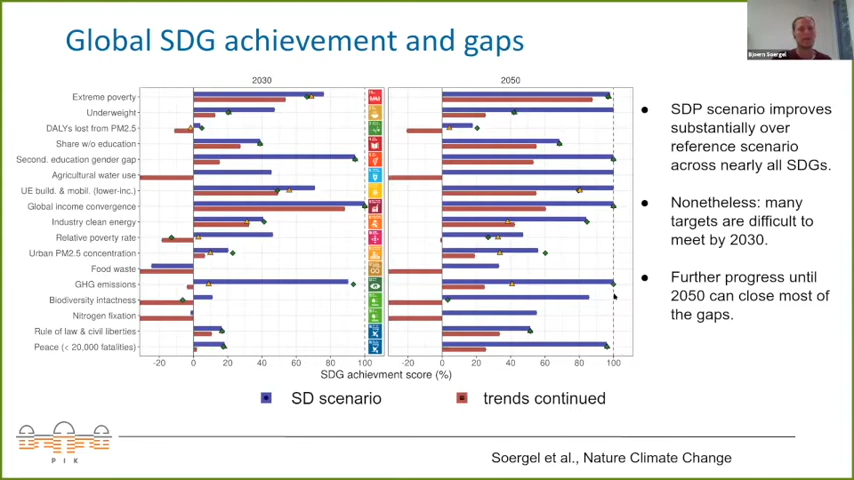 Global SDG achievement and gaps
Bjoern Soergel
2030
2050
Extreme poverty
Underweight
DALYs lost from PM2.5
Share w/o education
Second. education gender gap
Agricultural water use
UE build. & mobil. (lower-inc.)
Global income convergence
Industry clean energy
Relative poverty rate
Urban PM2.5 concentration
Food waste
GHG emissions
Biodiversity intactness
Nitrogen fixation
Rule of law & civil liberties
Peace (< 20,000 fatalities)
-20 0 20 40 60 80 100
-20 0 20 40 60 80 100
SDG achievment score (%)
SD scenario
trends continued
● SDP scenario improves
substantially over
reference scenario
across nearly all SDGs.
● Nonetheless: many
targets are difficult to
meet by 2030.
● Further progress until
2050 can close most of
the gaps.
P I K
Soergel et al., Nature Climate Change